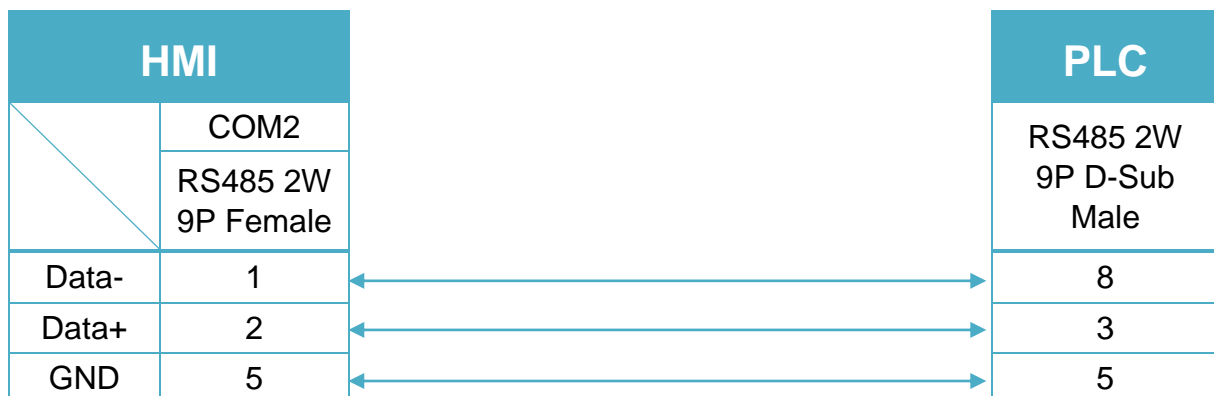 HMI
PLC
COM2
RS485 2W
9P Female
RS485 2W
9P D-Sub
Male
Data- 1 8
Data+ 2 3
GND 5 5